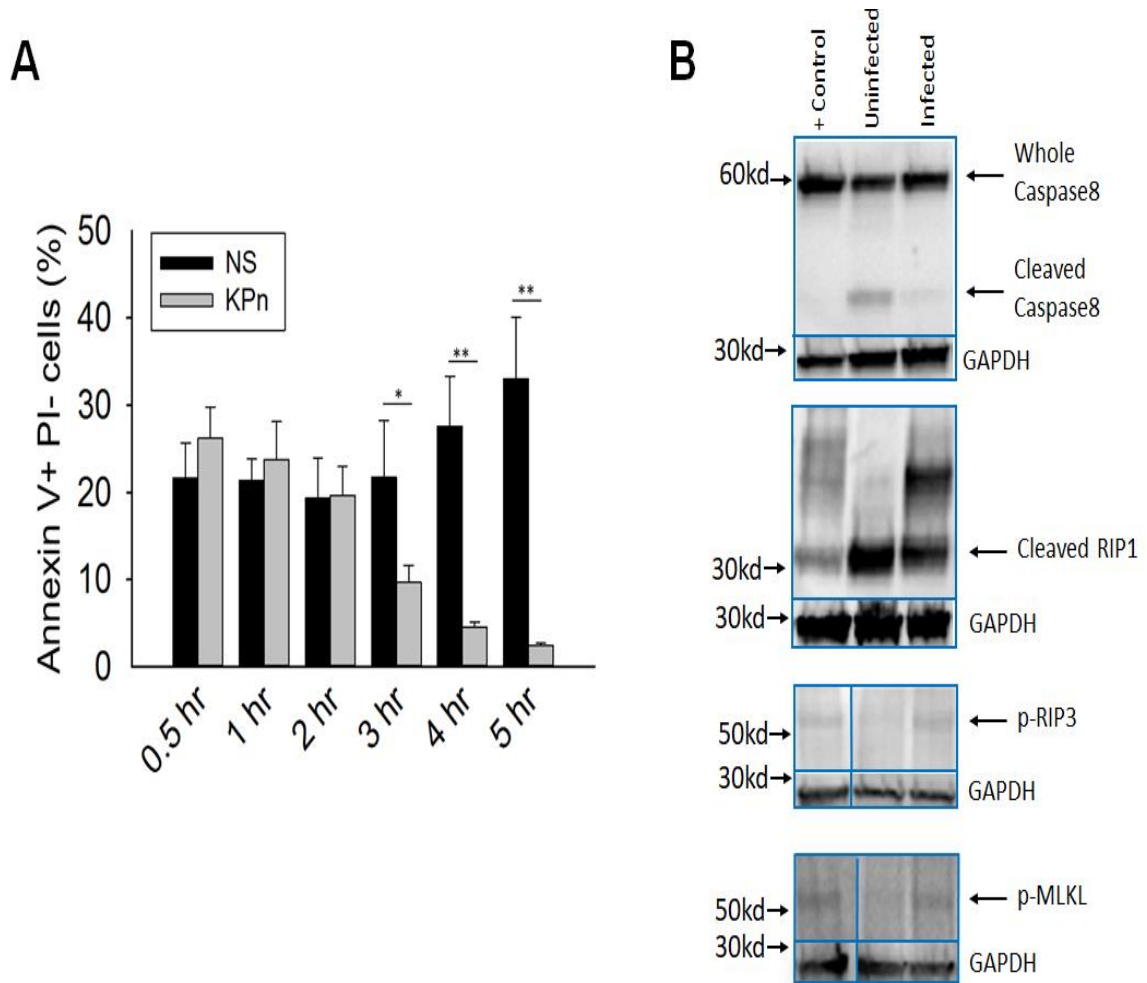 A
Annexin V+ PI- cells (%)
50
40
30
20
10
0
NS
KPn
*
**
**
0.5 hr
1 hr
2 hr
3 hr
4 hr
5 hr
B
+ Control
Uninfected
Infected
60kd
Whole
Caspase8
Cleaved
Caspase8
30kd
GAPDH
Cleaved RIP1
30kd
30kd
GAPDH
p-RIP3
50kd
30kd
GAPDH
p-MLKL
50kd
30kd
GAPDH